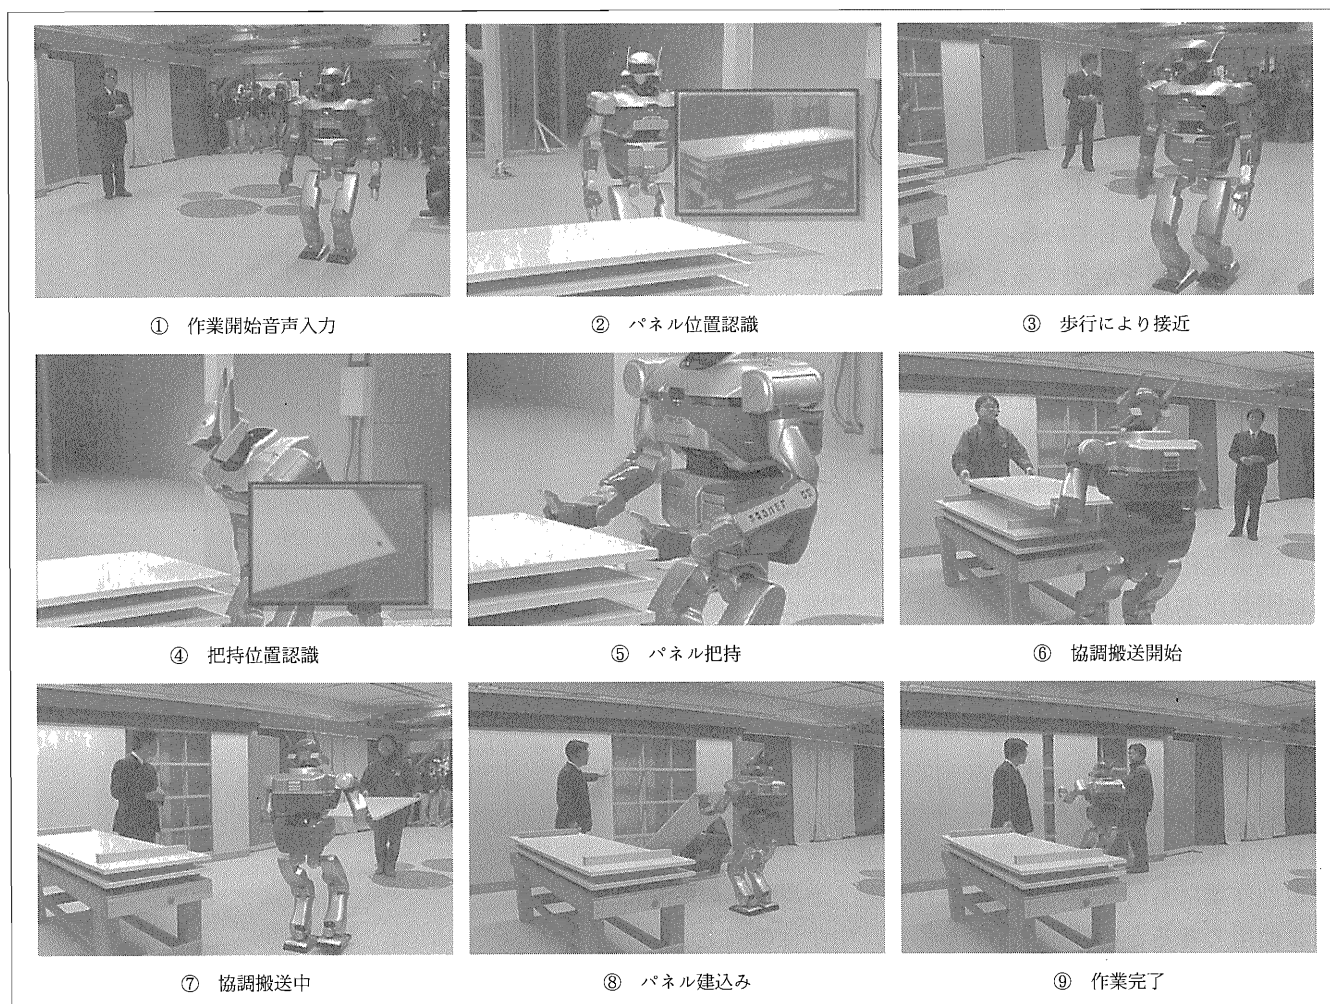 ① 作業開始音声入力
② パネル位置認識
③ 歩行により接近
④ 把持位置認識
PROMET
⑤ パネル把持
⑥ 協調搬送開始
⑦ 協調搬送中
⑧ パネル建込み
⑨ 作業完了